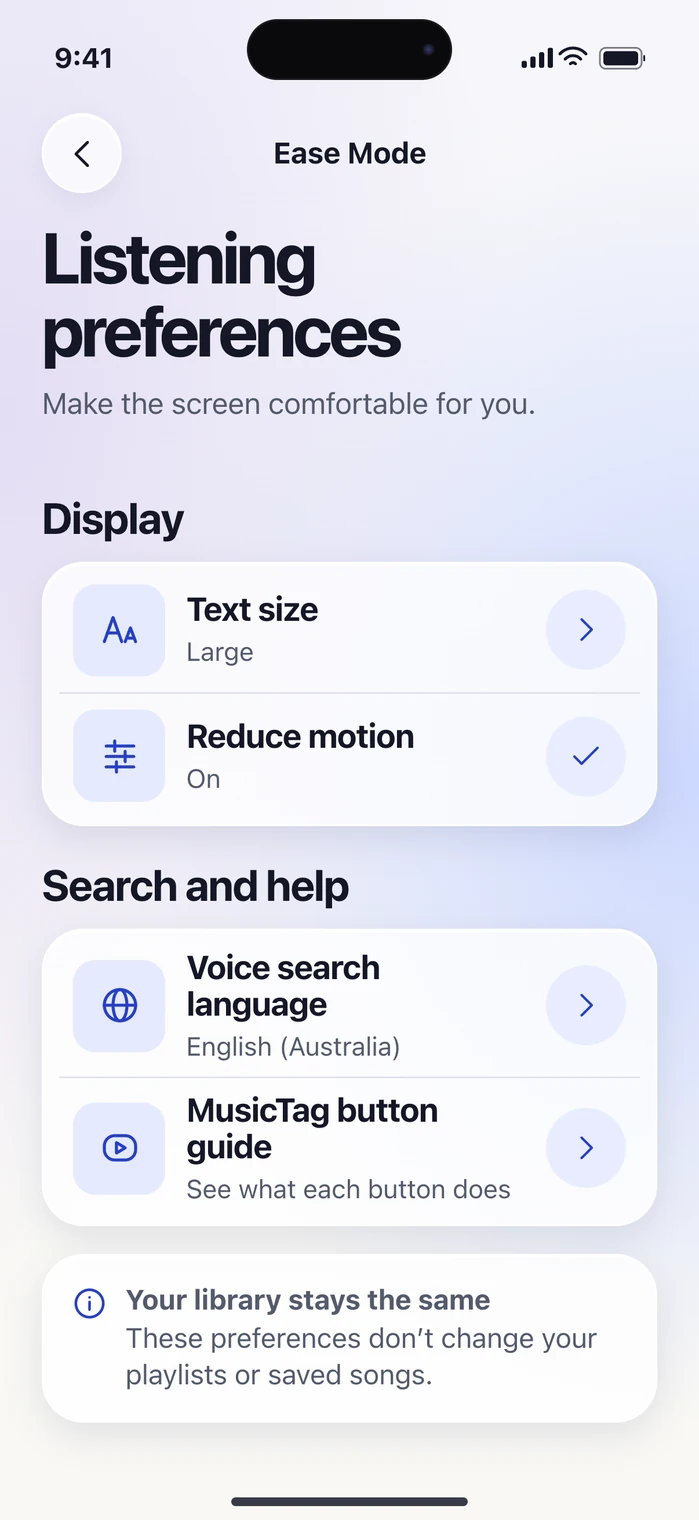 9:41
Ease Mode
Listening
preferences
Make the screen comfortable for you.
Display
AA
Text size
Large
Reduce motion
On
Search and help
Voice search
language
English (Australia)
MusicTag button
guide
See what each button does
Your library stays the same
These preferences don’t change your
playlists or saved songs.